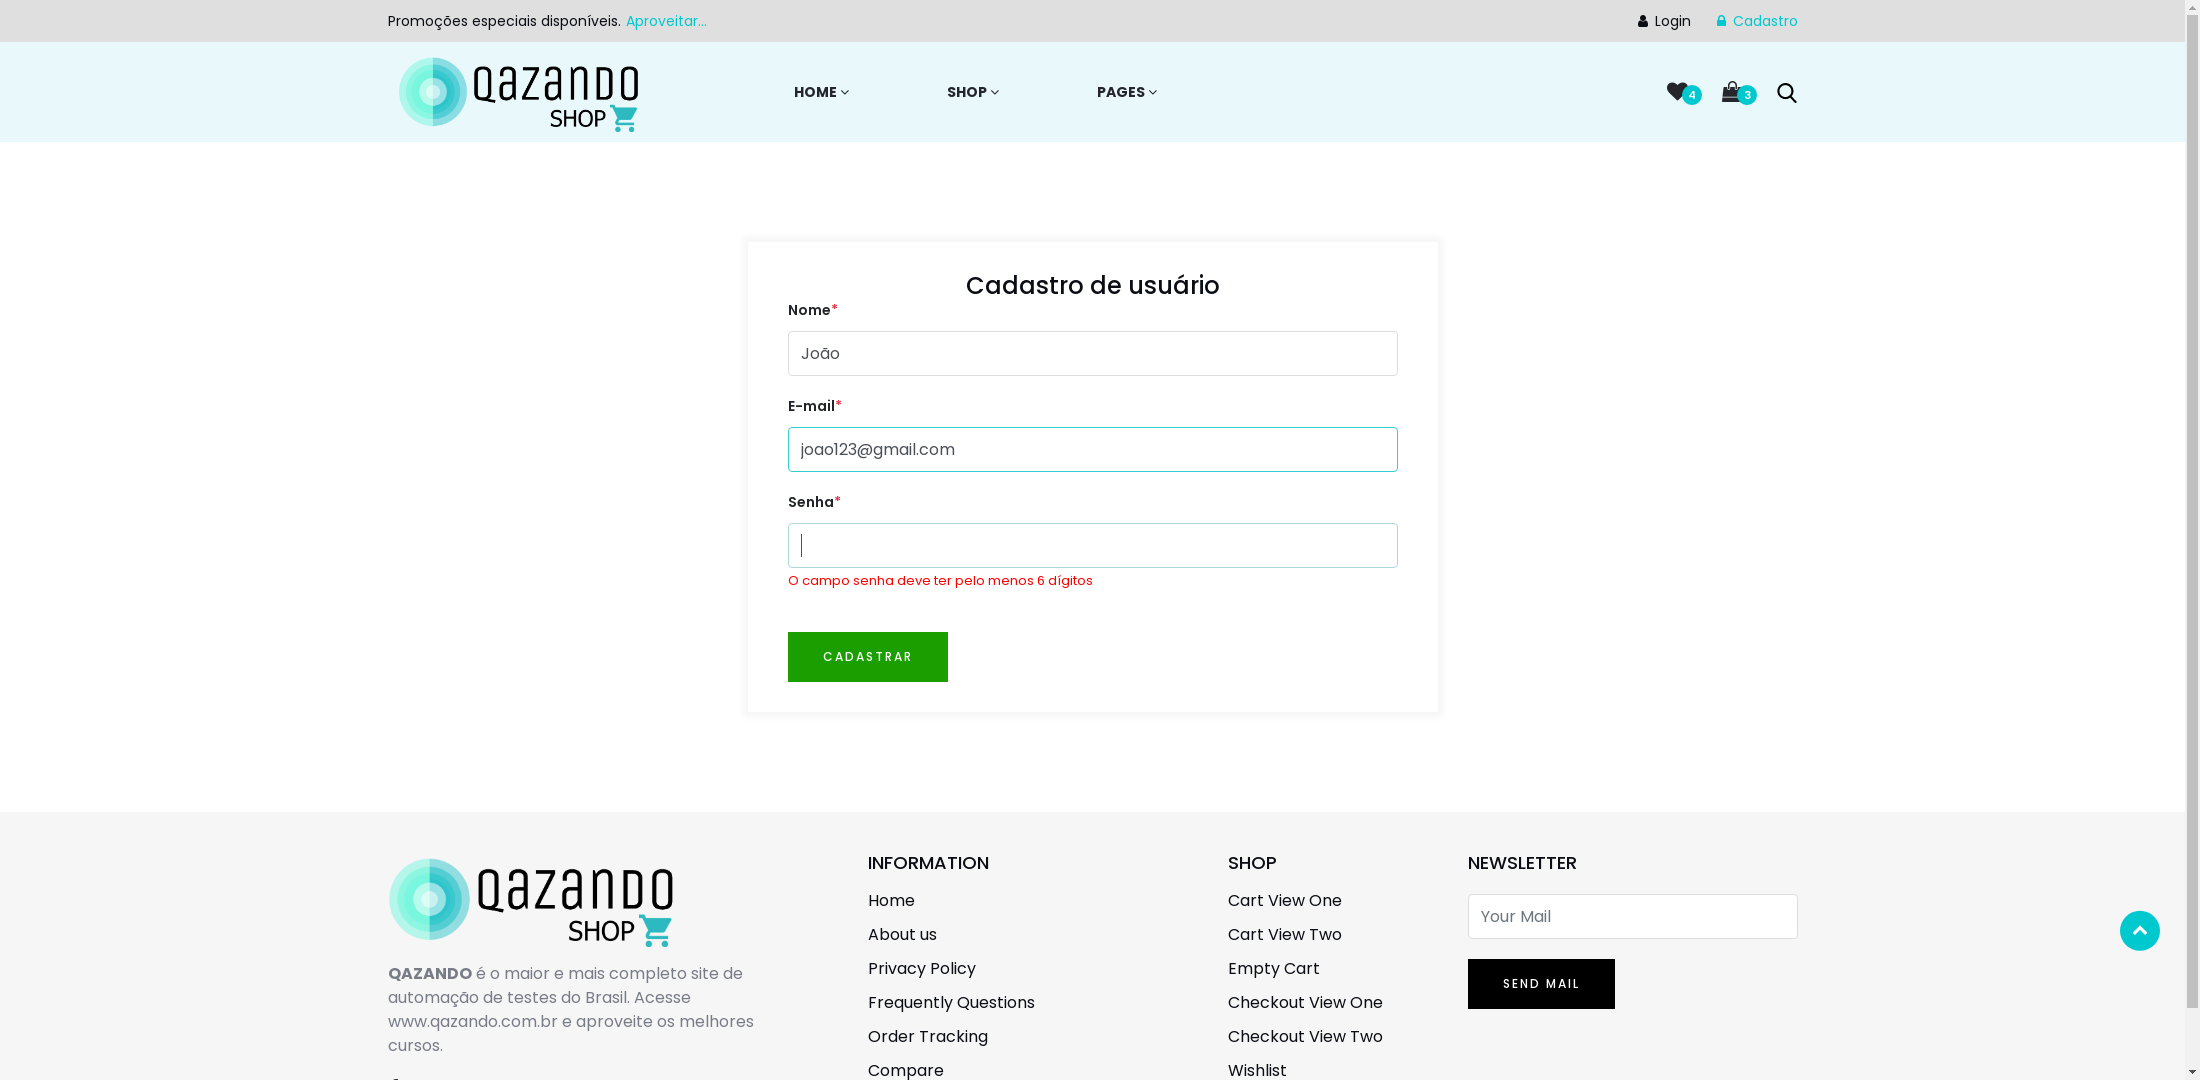 Promoções especiais disponíveis. Aproveitar...
Login
Cadastro
QAZANDO
SHOP
HOME
SHOP
PAGES
4
3
Cadastro de usuário
Nome*
João
E-mail*
joao123@gmail.com
Senha*
O campo senha deve ter pelo menos 6 dígitos
CADASTRAR
QAZANDO
SHOP
QAZANDO é o maior e mais completo site de
automação de testes do Brasil. Acesse
www.qazando.com.br e aproveite os melhores
cursos.
INFORMATION
Home
About us
Privacy Policy
Frequently Questions
Order Tracking
Compare
SHOP
Cart View One
Cart View Two
Empty Cart
Checkout View One
Checkout View Two
Wishlist
NEWSLETTER
Your Mail
SEND MAIL